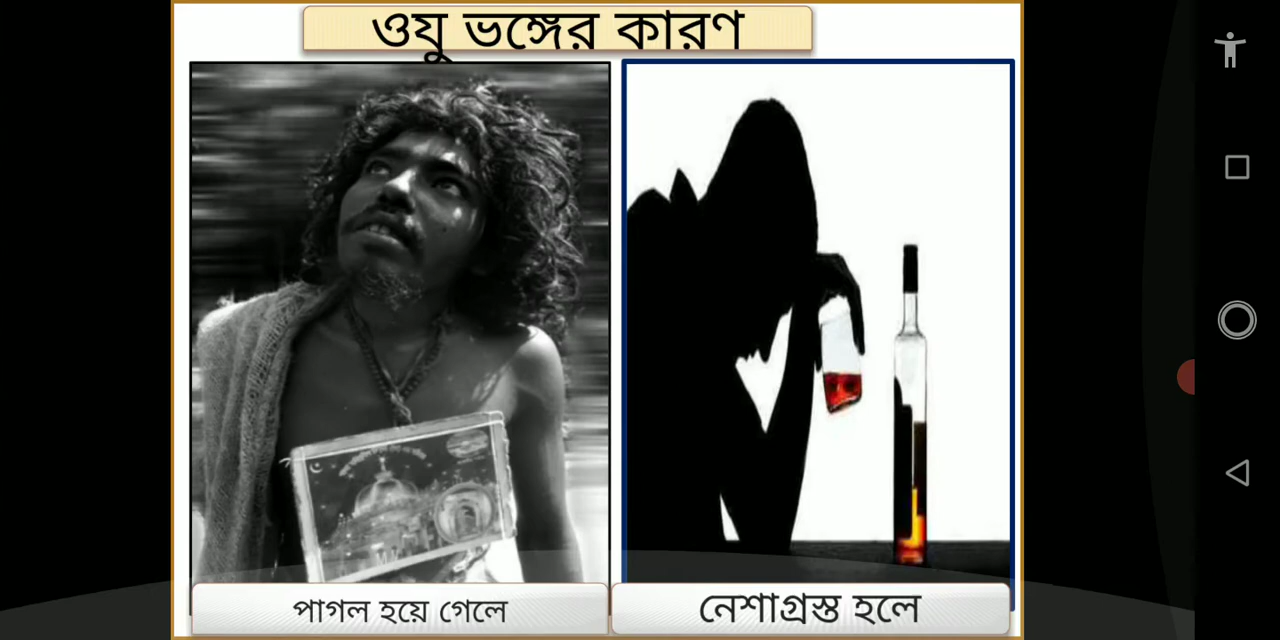 ওযু ভঙ্গের কারণ
পাগল হয়ে গেলে
নেশাগ্রস্ত হলে